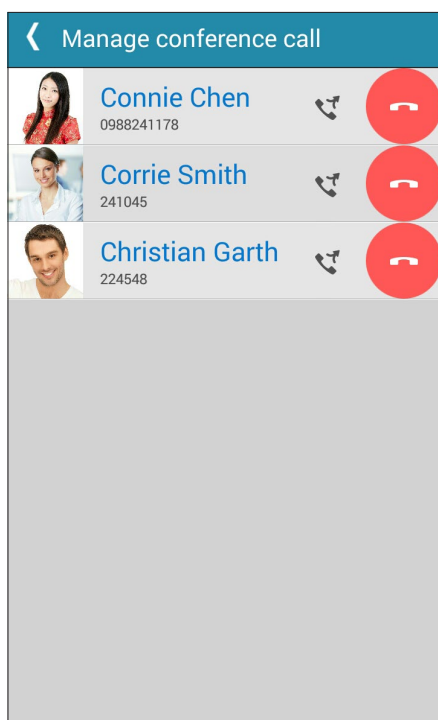 Manage conference call
Connie Chen
0988241178
Corrie Smith
241045
Christian Garth
224548